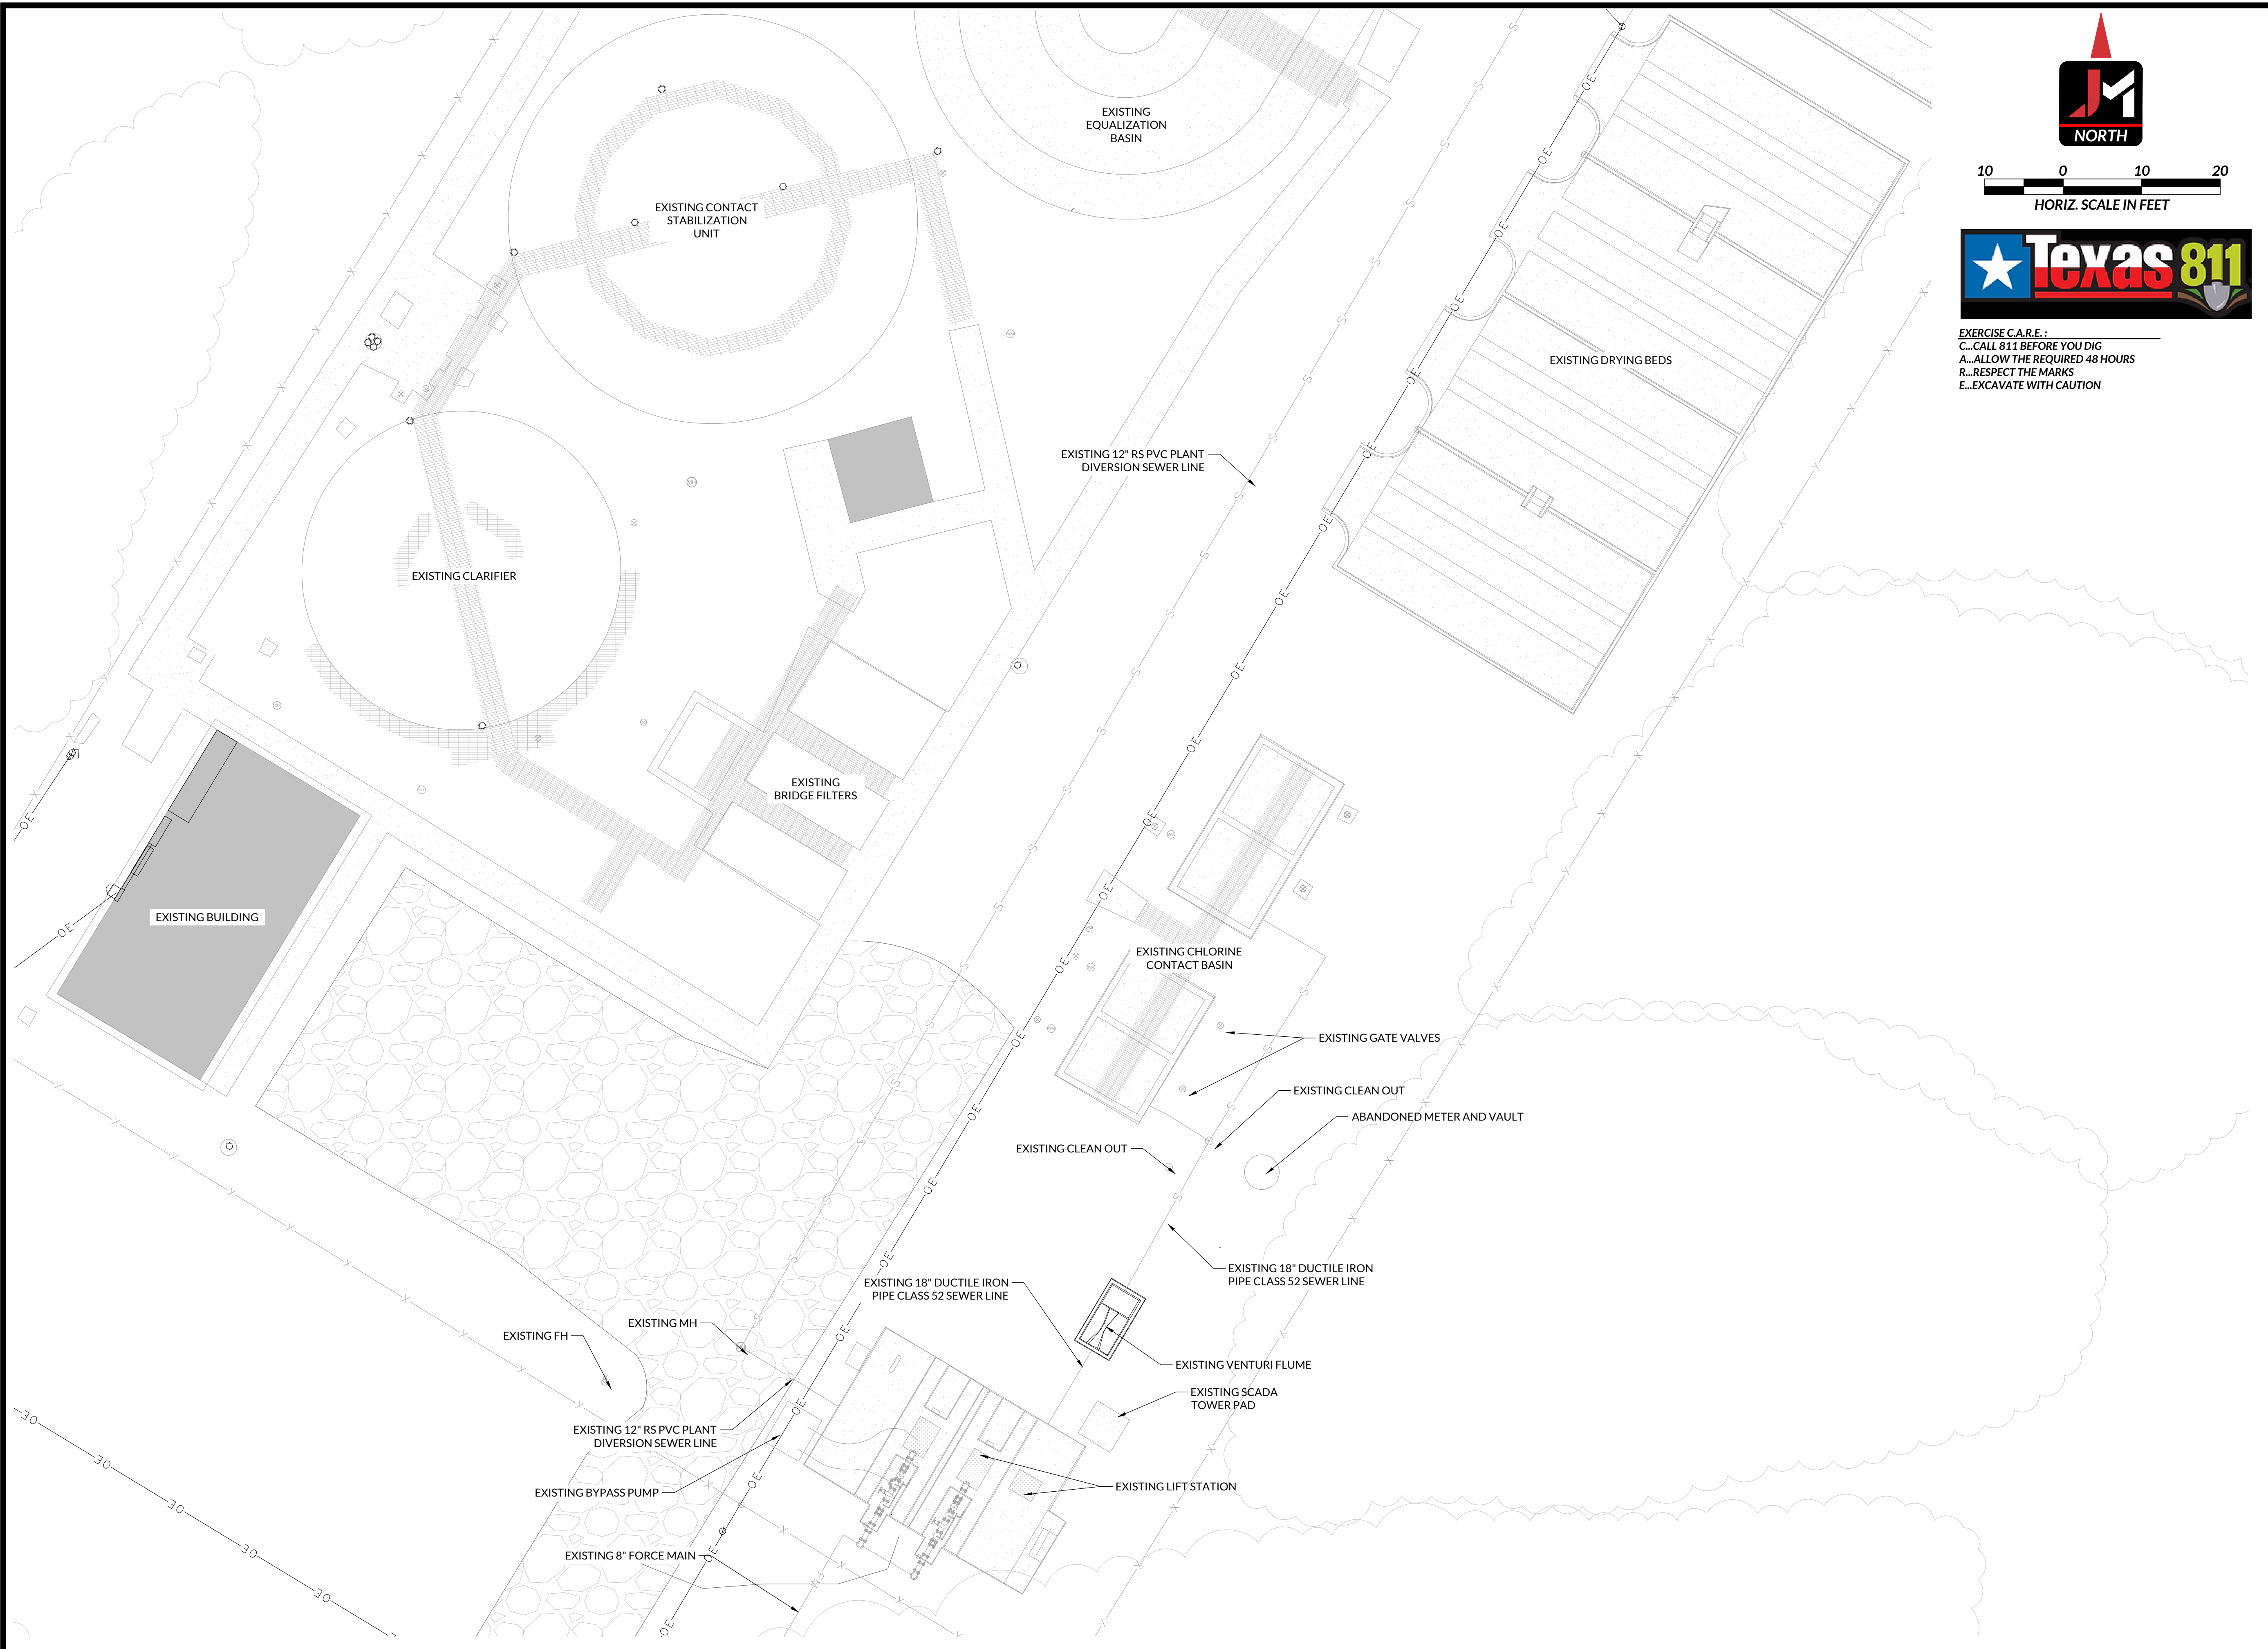 EXISTING
EQUALIZATION
BASIN
JM
NORTH
10 0 10 20
HORIZ. SCALE IN FEET
Texas 811
EXERCISE C.A.R.E. :
C...CALL 811 BEFORE YOU DIG
A...ALLOW THE REQUIRED 48 HOURS
R...RESPECT THE MARKS
E...EXCAVATE WITH CAUTION
EXISTING CONTACT
STABILIZATION
UNIT
EXISTING DRYING BEDS
EXISTING 12" RS PVC PLANT
DIVERSION SEWER LINE
EXISTING CLARIFIER
EXISTING
BRIDGE FILTERS
EXISTING BUILDING
EXISTING CHLORINE
CONTACT BASIN
EXISTING GATE VALVES
EXISTING CLEAN OUT
ABANDONED METER AND VAULT
EXISTING CLEAN OUT
EXISTING 18" DUCTILE IRON
PIPE CLASS 52 SEWER LINE
EXISTING 18" DUCTILE IRON
PIPE CLASS 52 SEWER LINE
EXISTING MH
EXISTING FH
EXISTING VENTURI FLUME
EXISTING SCADA
TOWER PAD
EXISTING 12" RS PVC PLANT
DIVERSION SEWER LINE
EXISTING BYPASS PUMP
EXISTING LIFT STATION
EXISTING 8" FORCE MAIN
OE
X
S
FM